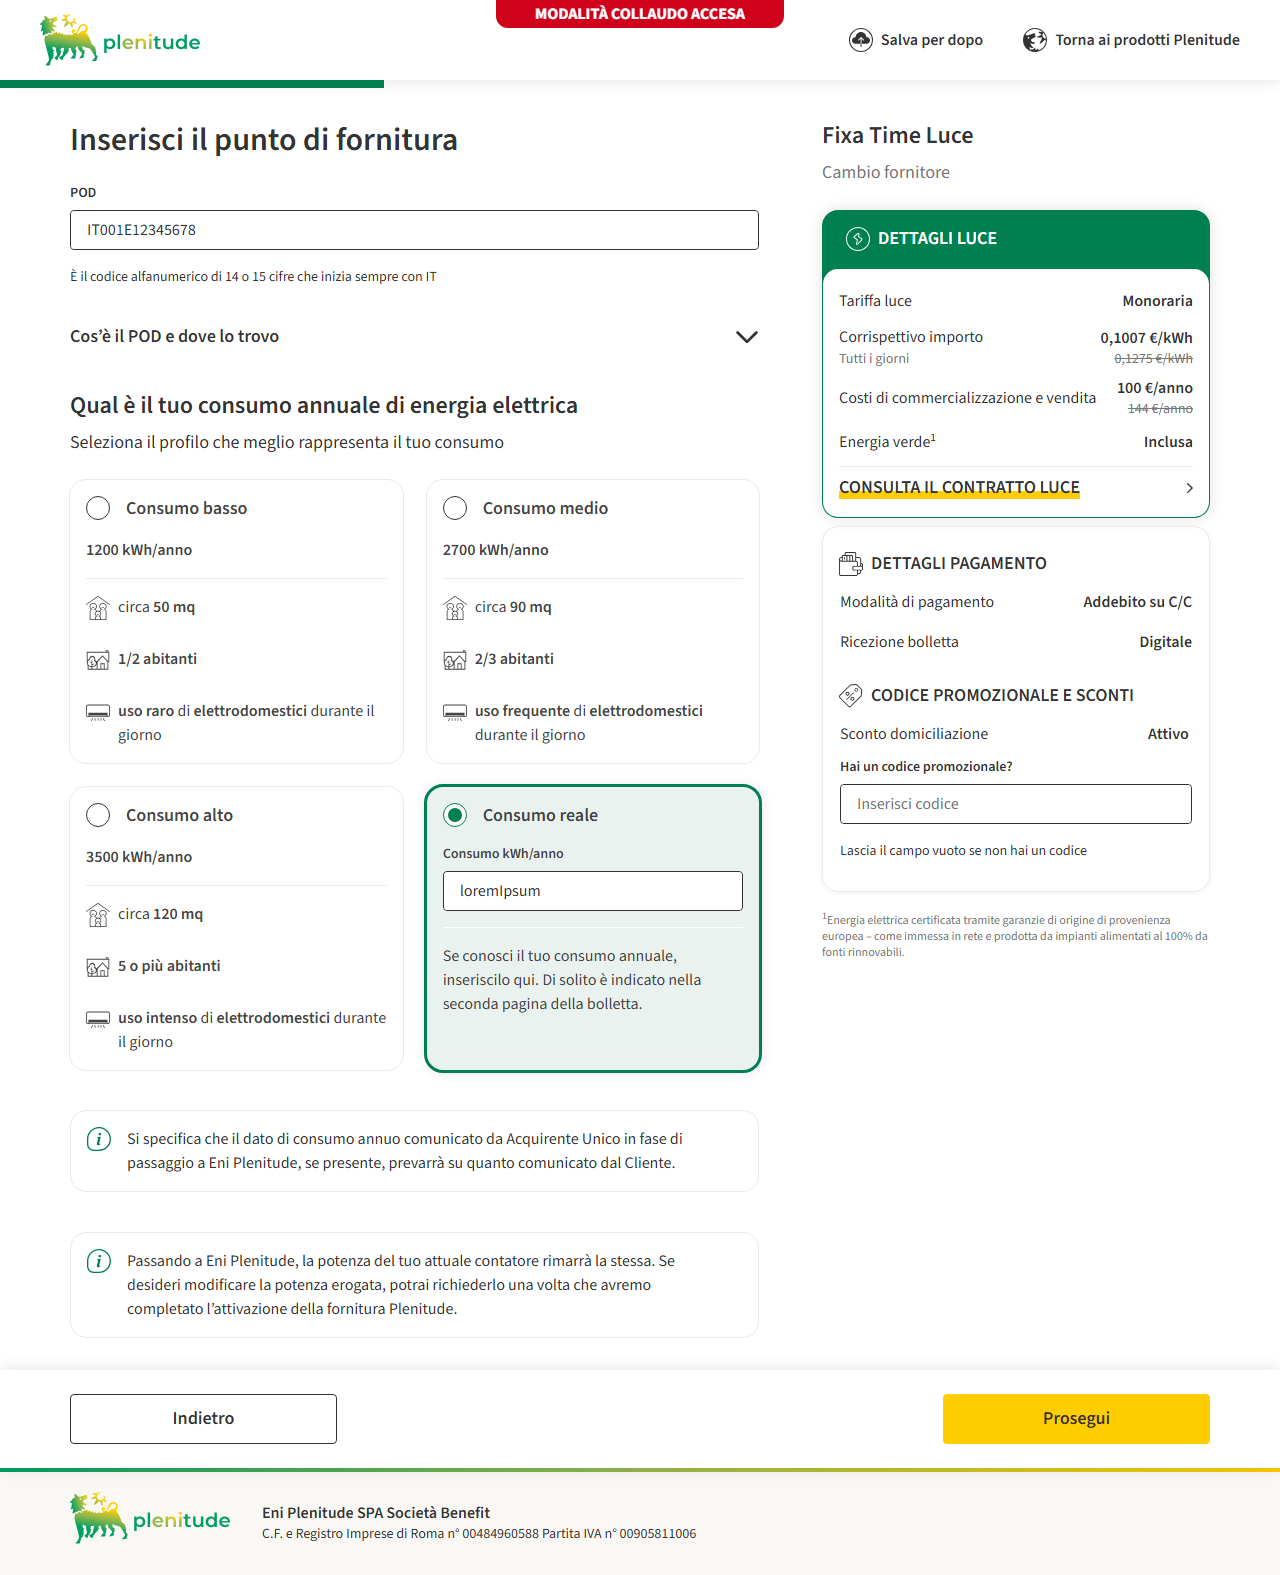 MODALITÀ COLLAUDO ACCESA
plenitude
Salva per dopo
Torna ai prodotti Plenitude
Inserisci il punto di fornitura
POD
IT001E12345678
È il codice alfanumerico di 14 o 15 cifre che inizia sempre con IT
Cos’è il POD e dove lo trovo
Qual è il tuo consumo annuale di energia elettrica
Seleziona il profilo che meglio rappresenta il tuo consumo
Consumo basso
1200 kWh/anno
circa 50 mq
1/2 abitanti
uso raro di elettrodomestici durante il
giorno
Consumo medio
2700 kWh/anno
circa 90 mq
2/3 abitanti
uso frequente di elettrodomestici
durante il giorno
Consumo alto
3500 kWh/anno
circa 120 mq
5 o più abitanti
uso intenso di elettrodomestici durante
il giorno
Consumo reale
Consumo kWh/anno
loremIpsum
Se conosci il tuo consumo annuale,
inseriscilo qui. Di solito è indicato nella
seconda pagina della bolletta.
Si specifica che il dato di consumo annuo comunicato da Acquirente Unico in fase di
passaggio a Eni Plenitude, se presente, prevarrà su quanto comunicato dal Cliente.
Passando a Eni Plenitude, la potenza del tuo attuale contatore rimarrà la stessa. Se
desideri modificare la potenza erogata, potrai richiederlo una volta che avremo
completato l’attivazione della fornitura Plenitude.
Fixa Time Luce
Cambio fornitore
DETTAGLI LUCE
Tariffa luce Monoraria
Corrispettivo importo 0,1007 €/kWh
Tutti i giorni 0,1275 €/kWh
Costi di commercializzazione e vendita 100 €/anno
144 €/anno
Energia verde¹ Inclusa
CONSULTA IL CONTRATTO LUCE
DETTAGLI PAGAMENTO
Modalità di pagamento Addebito su C/C
Ricezione bolletta Digitale
CODICE PROMOZIONALE E SCONTI
Sconto domiciliazione Attivo
Hai un codice promozionale?
Inserisci codice
Lascia il campo vuoto se non hai un codice
¹Energia elettrica certificata tramite garanzie di origine di provenienza
europea – come immessa in rete e prodotta da impianti alimentati al 100% da
fonti rinnovabili.
Indietro
Prosegui
plenitude
Eni Plenitude SPA Società Benefit
C.F. e Registro Imprese di Roma n° 00484960588 Partita IVA n° 00905811006